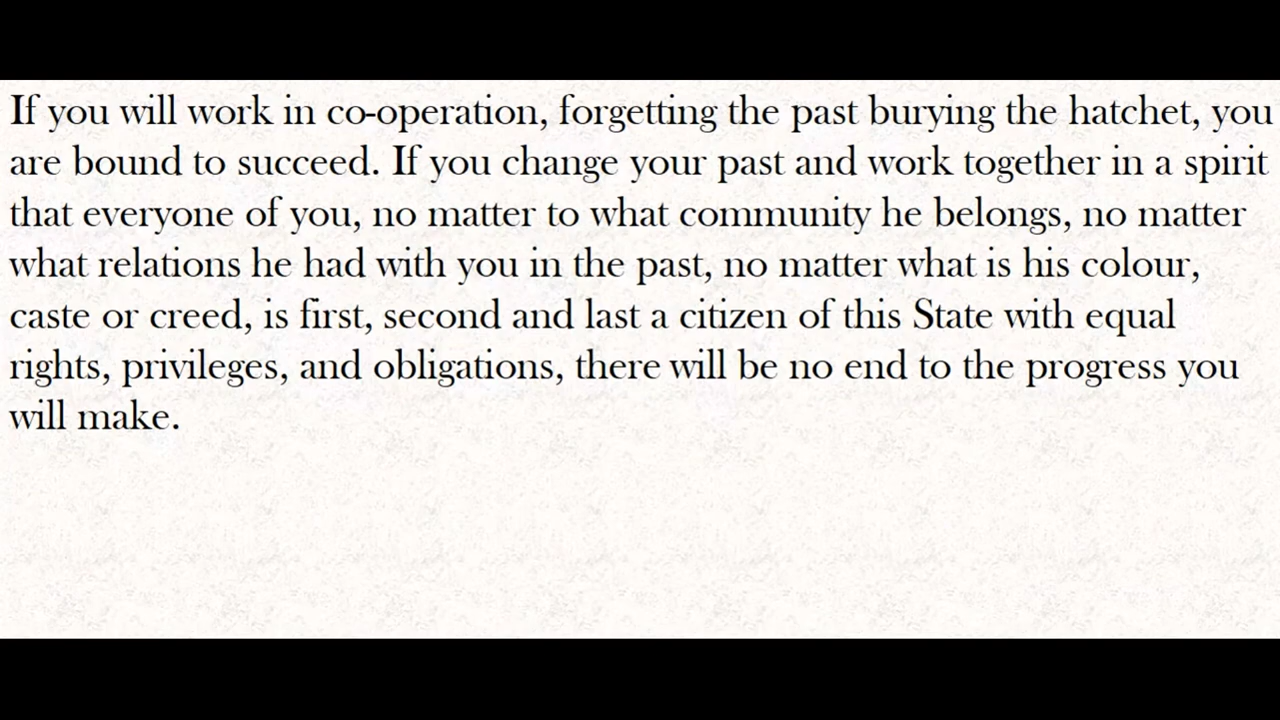 If you will work in co-operation, forgetting the past burying the hatchet, you
are bound to succeed. If you change your past and work together in a spirit
that everyone of you, no matter to what community he belongs, no matter
what relations he had with you in the past, no matter what is his colour,
caste or creed, is first, second and last a citizen of this State with equal
rights, privileges, and obligations, there will be no end to the progress you
will make.